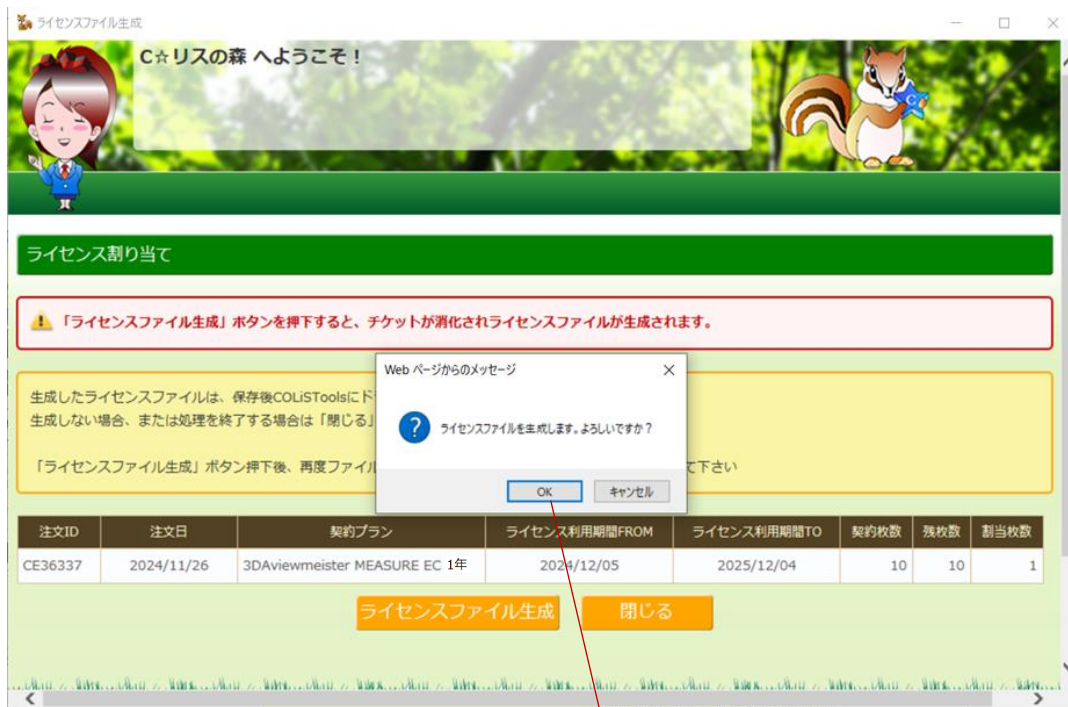 ライセンスファイル生成
C☆リスの森 へようこそ！
ライセンス割り当て
「ライセンスファイル生成」ボタンを押下すると、チケットが消化されライセンスファイルが生成されます。
生成したライセンスファイルは、保存後COLiSToolsにド
生成しない場合、または処理を終了する場合は「閉じる」
「ライセンスファイル生成」ボタン押下後、再度ファイル
て下さい
Web ページからのメッセージ
ライセンスファイルを生成します。よろしいですか？
OK キャンセル
注文ID 注文日 契約プラン ライセンス利用期間FROM ライセンス利用期間TO 契約枚数 残枚数 割当枚数
CE36337 2024/11/26 3DAviewmeister MEASURE EC 1年 2024/12/05 2025/12/04 10 10 1
ライセンスファイル生成 閉じる